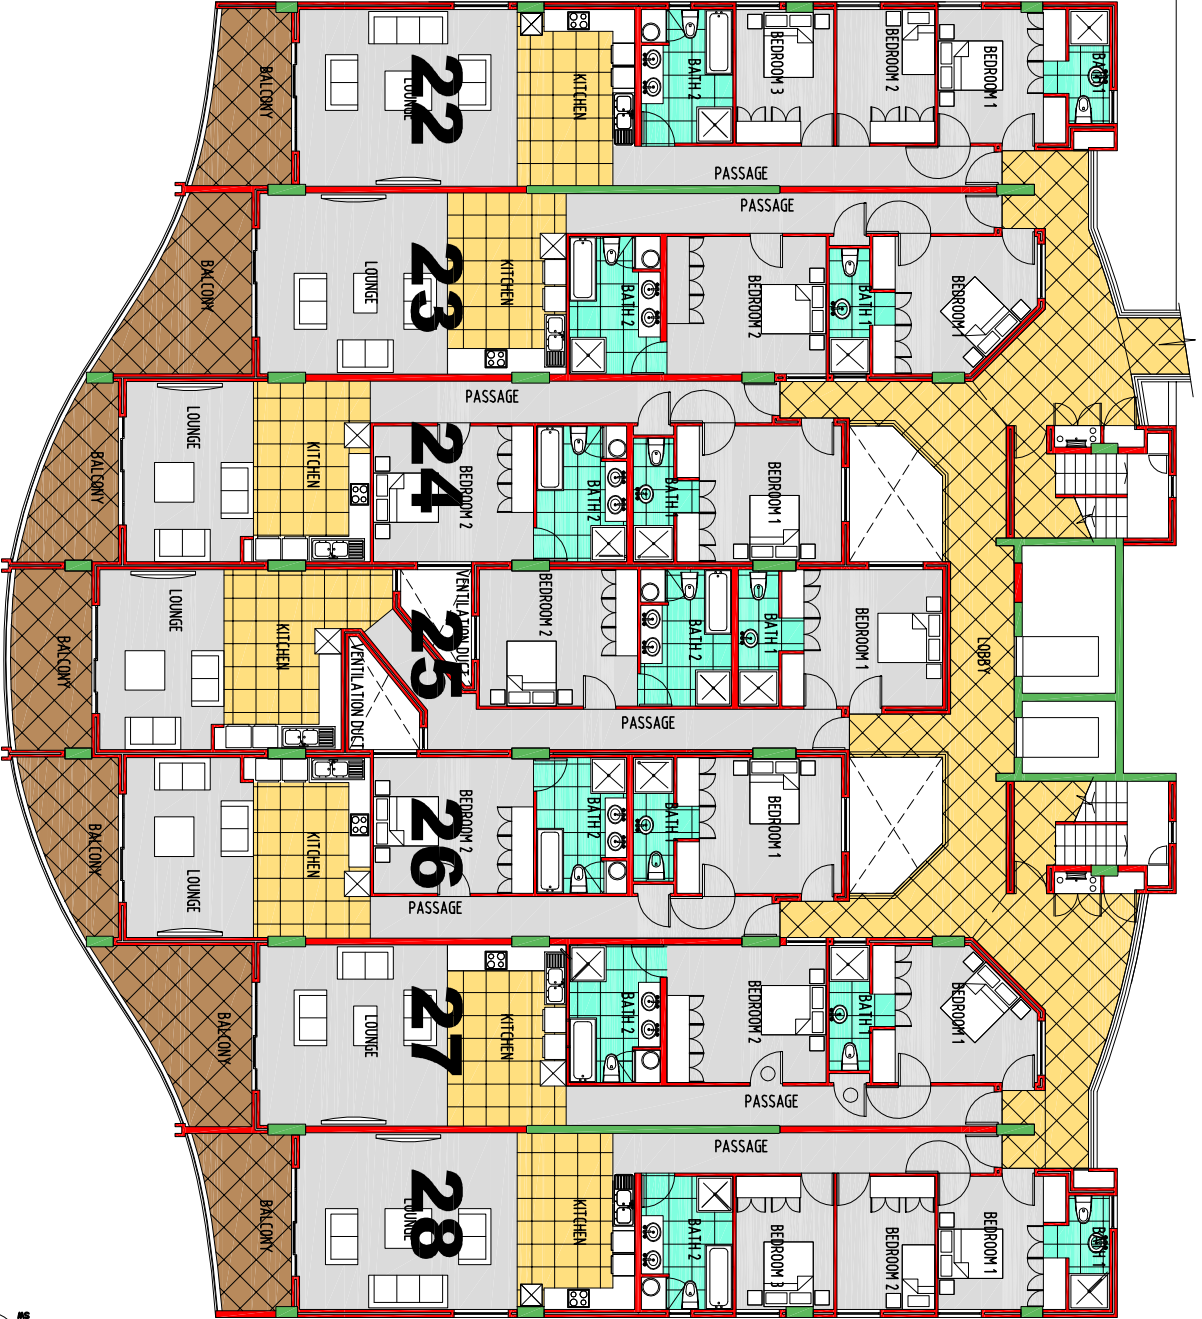 22
BALCONY
LOUNGE
KITCHEN
BATH 2
BEDROOM 3
BEDROOM 2
BEDROOM 1
BATH 1
PASSAGE
23
BALCONY
LOUNGE
KITCHEN
BATH 2
BEDROOM 2
BATH 1
BEDROOM 1
PASSAGE
24
BALCONY
LOUNGE
KITCHEN
BEDROOM 2
BATH 2
BATH 1
BEDROOM 1
PASSAGE
25
BALCONY
LOUNGE
KITCHEN
VENTILATION DUCT
VENTILATION DUCT
BEDROOM 2
BATH 2
BATH 1
BEDROOM 1
LOBBY
PASSAGE
26
BALCONY
LOUNGE
KITCHEN
BEDROOM 2
BATH 2
BATH 1
BEDROOM 1
PASSAGE
27
BALCONY
LOUNGE
KITCHEN
BATH 2
BEDROOM 2
BATH 1
BEDROOM 1
PASSAGE
28
BALCONY
LOUNGE
KITCHEN
BATH 2
BEDROOM 3
BEDROOM 2
BEDROOM 1
BATH 1
PASSAGE